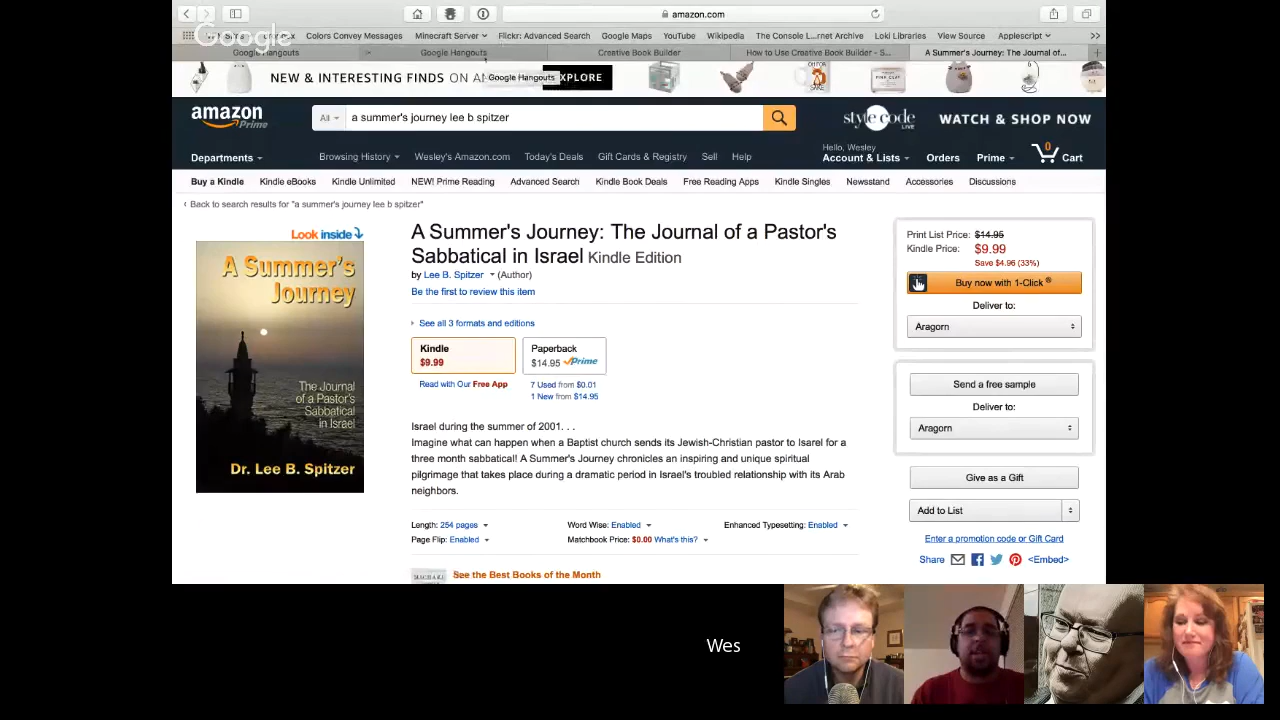 amazon.com
Google
Colors Convey Messages
Minecraft Server
Flickr: Advanced Search
Google Maps
YouTube
Wikipedia
The Console L...rnet Archive
Loki Libraries
View Source
Applescript
>>
Google Hangouts
Google Hangouts
Creative Book Builder
How to Use Creative Book Builder - S...
A Summer's Journey: The Journal of...
NEW & INTERESTING FINDS ON
Google Hangouts
EXPLORE
amazon
Prime
All
a summer's journey lee b spitzer
style code
LIVE
WATCH & SHOP NOW
Departments
Browsing History
Wesley's Amazon.com
Today's Deals
Gift Cards & Registry
Sell
Help
Hello, Wesley
Account & Lists
Orders
Prime
0
Cart
Buy a Kindle
Kindle eBooks
Kindle Unlimited
NEW! Prime Reading
Advanced Search
Kindle Book Deals
Free Reading Apps
Kindle Singles
Newsstand
Accessories
Discussions
‹ Back to search results for "a summer's journey lee b spitzer"
Look inside
A Summer's
Journey
The Journal
of a Pastor's
Sabbatical
in Israel
Dr. Lee B. Spitzer
A Summer's Journey: The Journal of a Pastor's
Sabbatical in Israel Kindle Edition
by Lee B. Spitzer (Author)
Be the first to review this item
See all 3 formats and editions
Kindle
$9.99
Paperback
$14.95 Prime
Read with Our Free App
7 Used from $0.01
1 New from $14.95
Israel during the summer of 2001. . .
Imagine what can happen when a Baptist church sends its Jewish-Christian pastor to Isarel for a
three month sabbatical! A Summer's Journey chronicles an inspiring and unique spiritual
pilgrimage that takes place during a dramatic period in Israel's troubled relationship with its Arab
neighbors.
Length: 254 pages
Word Wise: Enabled
Enhanced Typesetting: Enabled
Page Flip: Enabled
Matchbook Price: $0.00 What's this?
See the Best Books of the Month
Print List Price: $14.95
Kindle Price: $9.99
Save $4.96 (33%)
Buy now with 1-Click ®
Deliver to:
Aragorn
Send a free sample
Deliver to:
Aragorn
Give as a Gift
Add to List
Enter a promotion code or Gift Card
Share
<Embed>
Wes